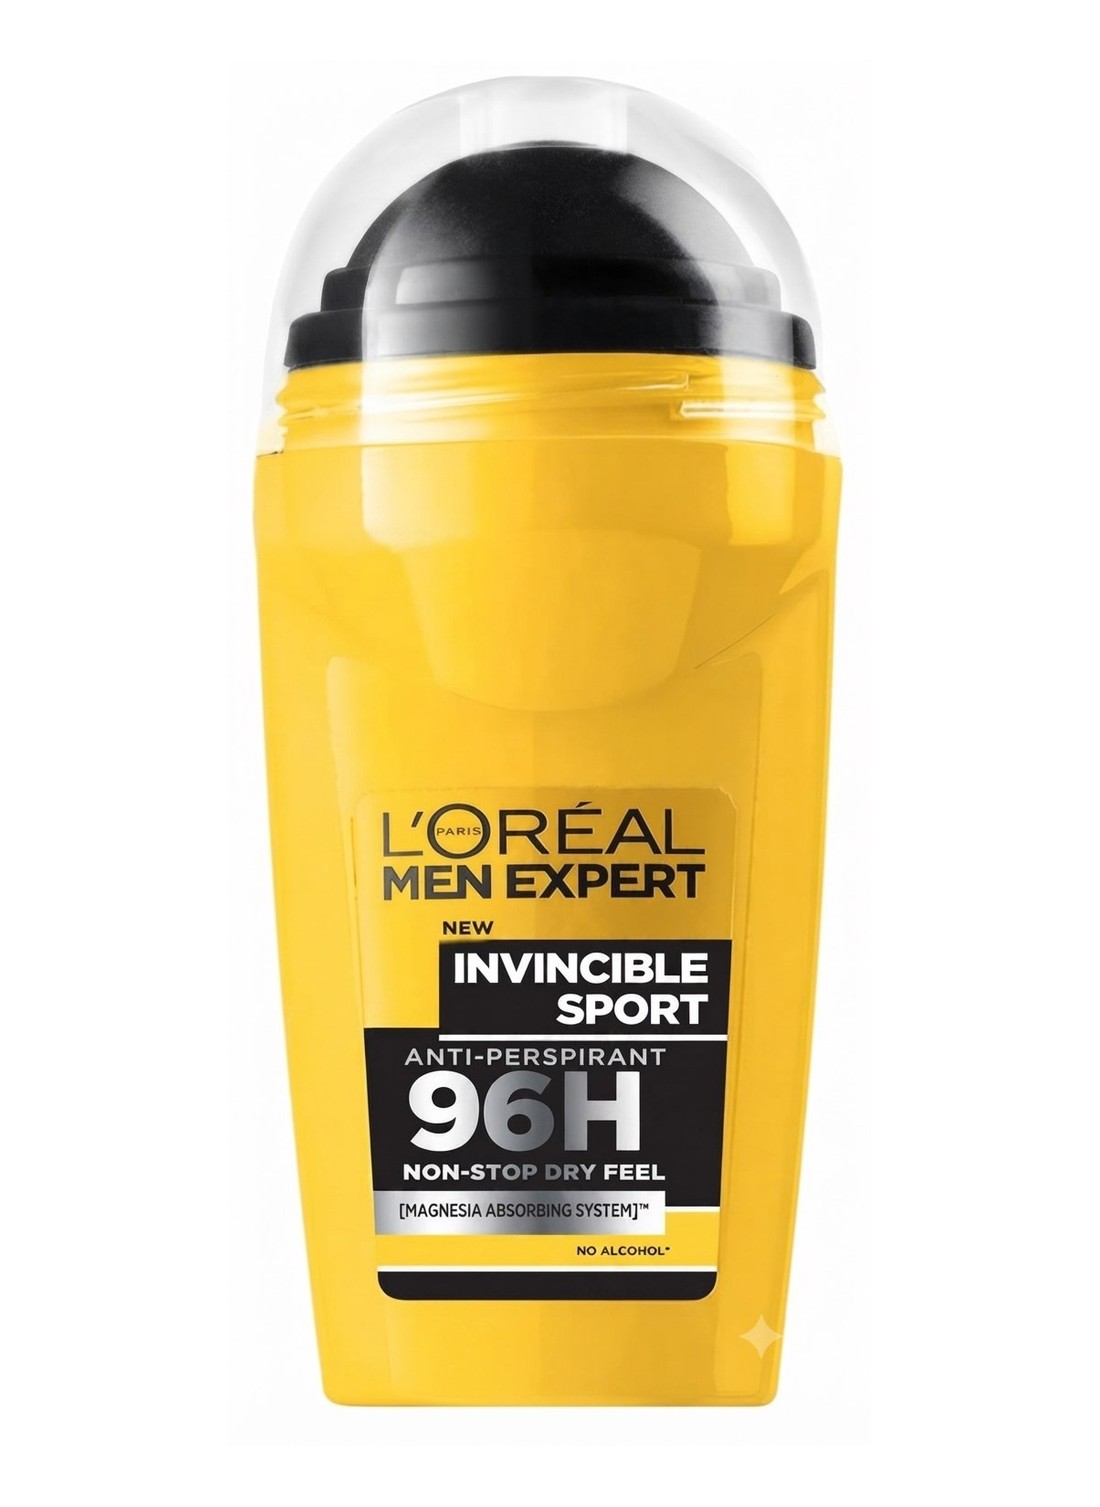 L'ORÉAL
PARIS
MEN EXPERT
NEW
INVINCIBLE
SPORT
ANTI-PERSPIRANT
96H
NON-STOP DRY FEEL
[MAGNESIA ABSORBING SYSTEM]™
NO ALCOHOL*